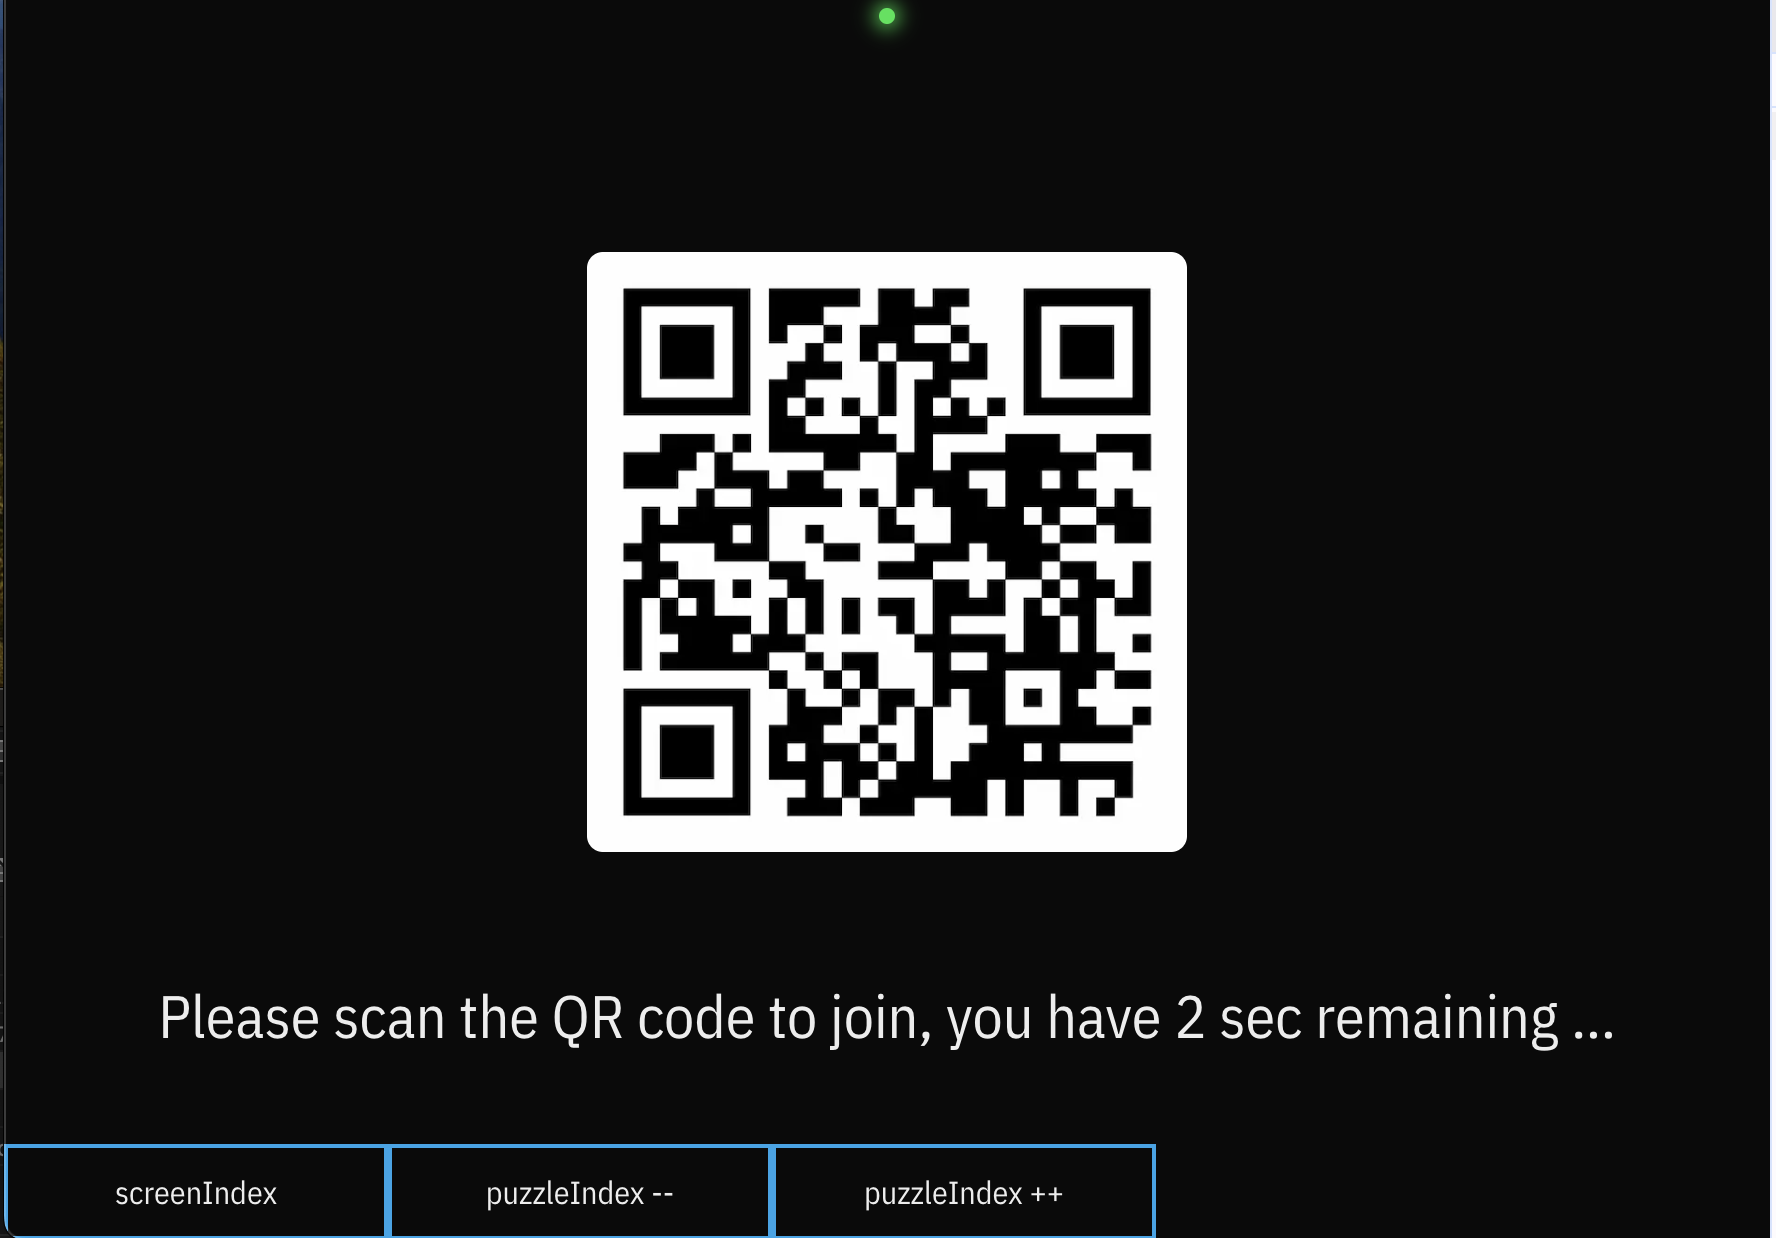 Please scan the QR code to join, you have 2 sec remaining ...
screenIndex
puzzleIndex --
puzzleIndex ++